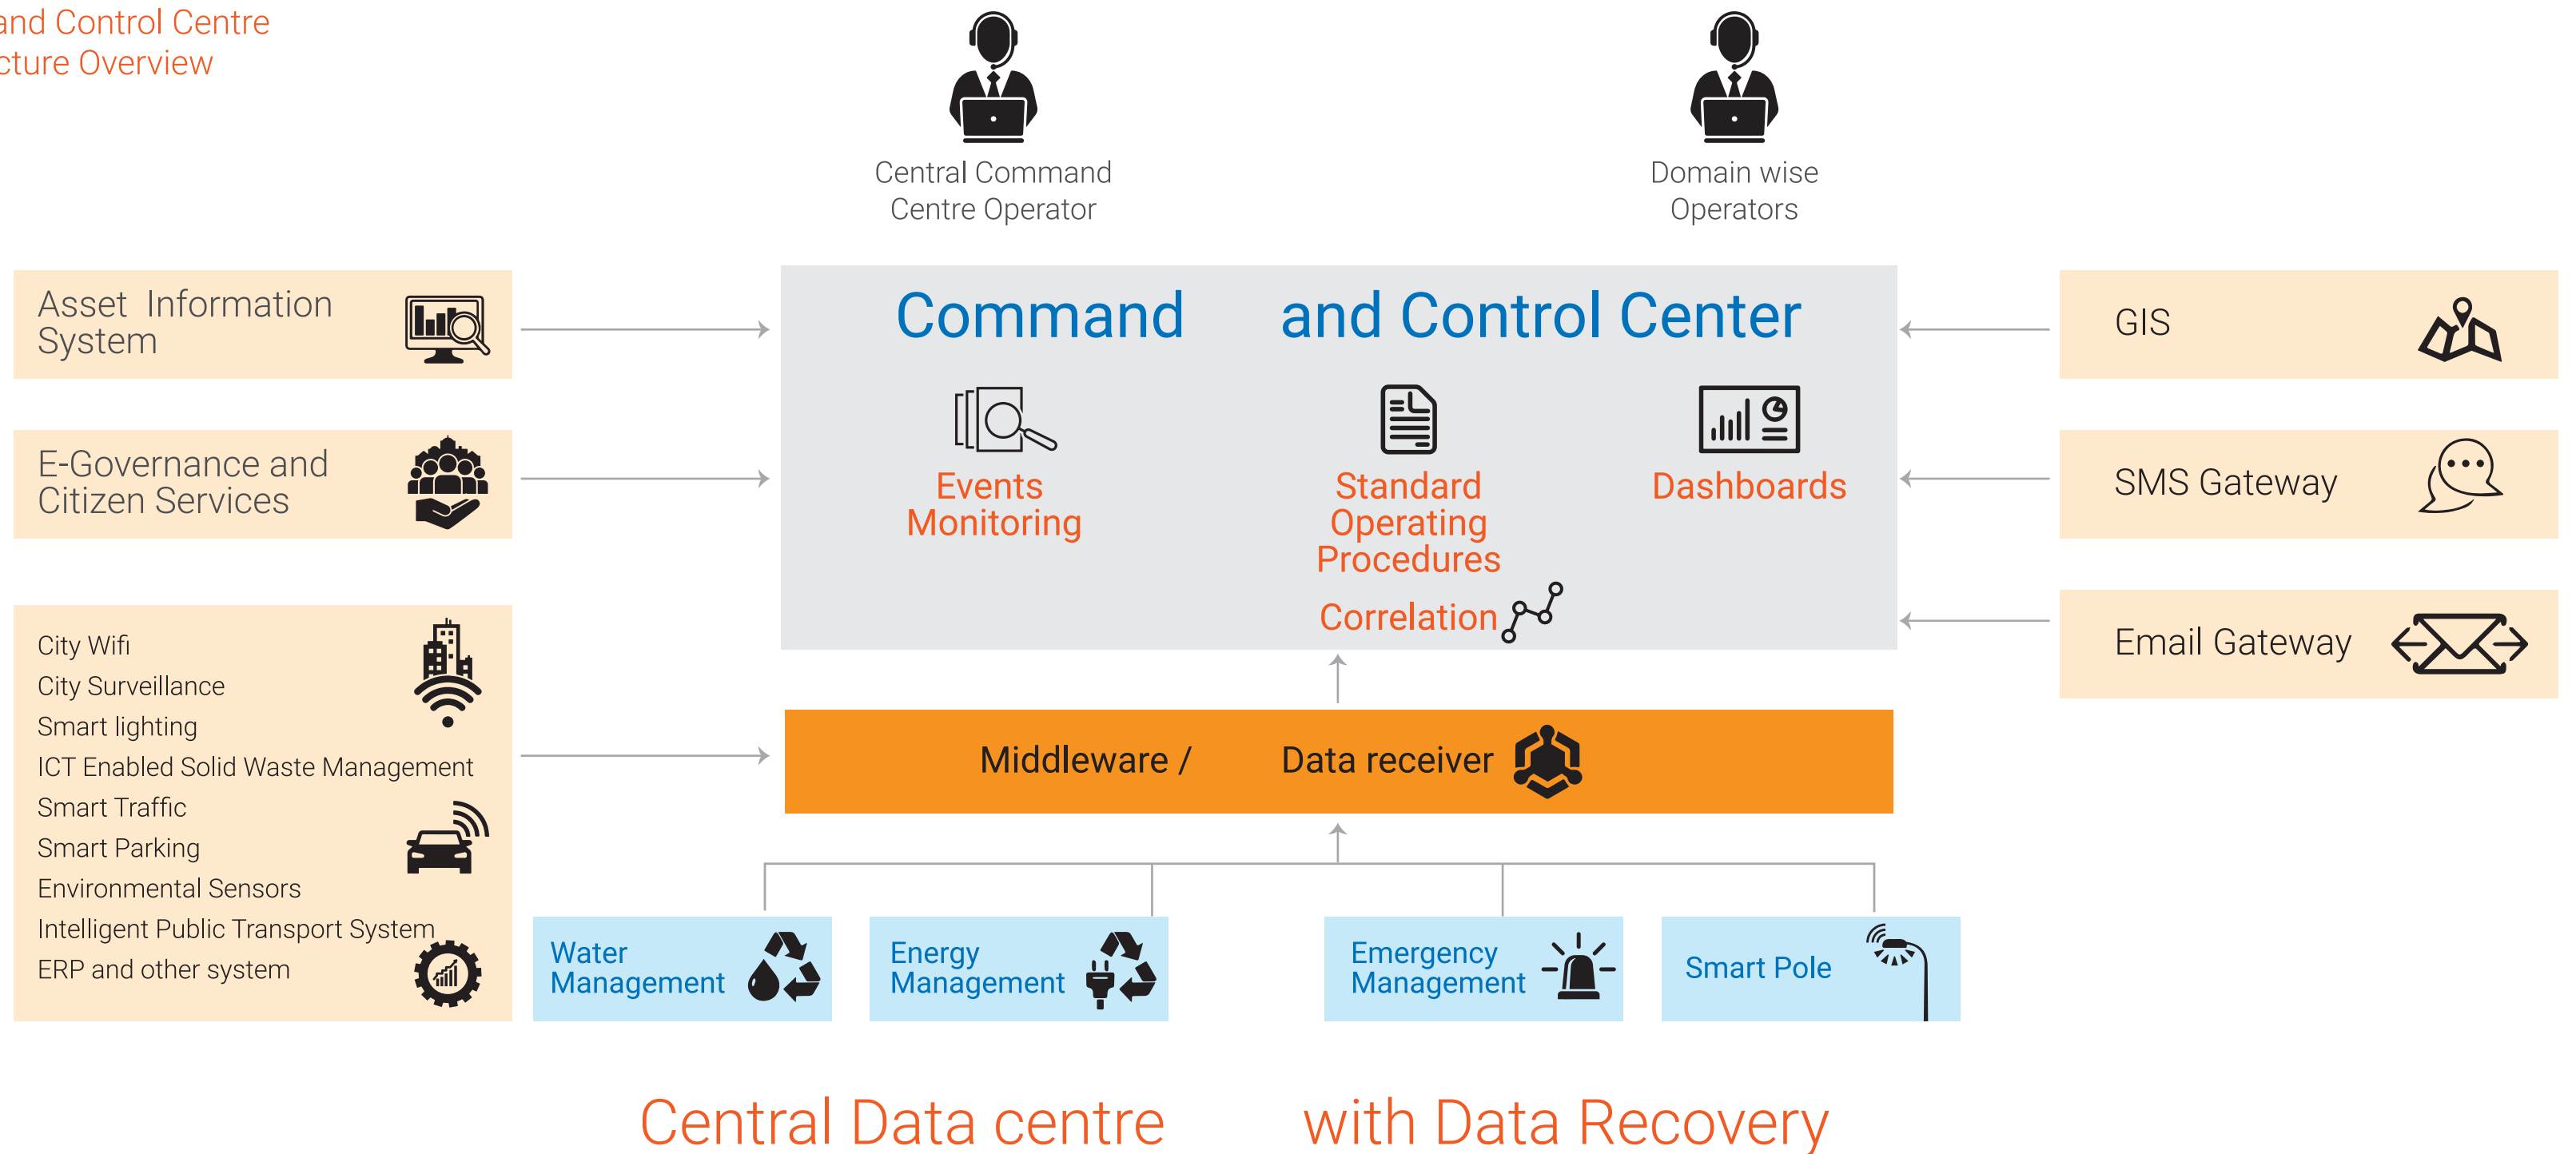 and Control Centre
cture Overview
Central Command
Centre Operator
Domain wise
Operators
Asset Information
System
E-Governance and
Citizen Services
City Wifi
City Surveillance
Smart lighting
ICT Enabled Solid Waste Management
Smart Traffic
Smart Parking
Environmental Sensors
Intelligent Public Transport System
ERP and other system
Command and Control Center
Events
Monitoring
Standard
Operating
Procedures
Correlation
Dashboards
GIS
SMS Gateway
Email Gateway
Middleware / Data receiver
Water
Management
Energy
Management
Emergency
Management
Smart Pole
Central Data centre with Data Recovery